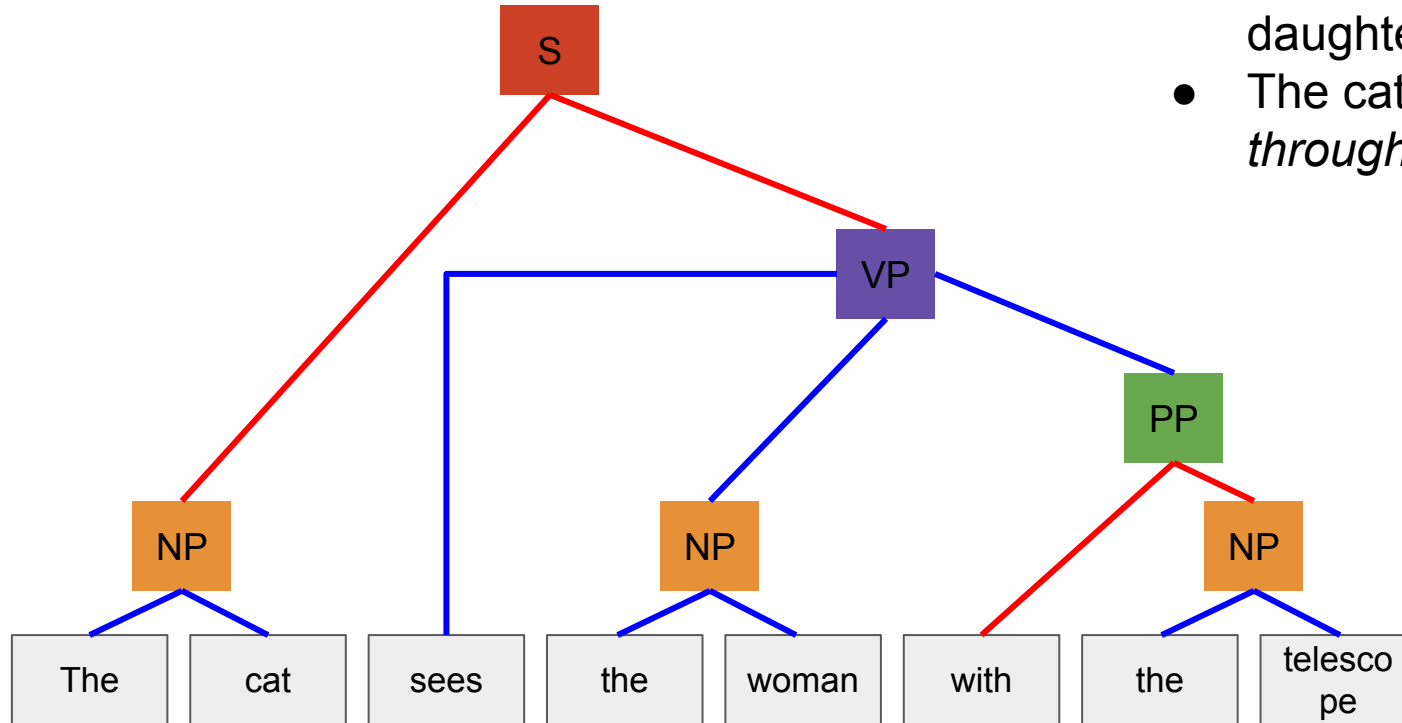 S
daughte
● The cat
through
VP
PP
NP NP NP
The cat sees the woman with the telesco
pe